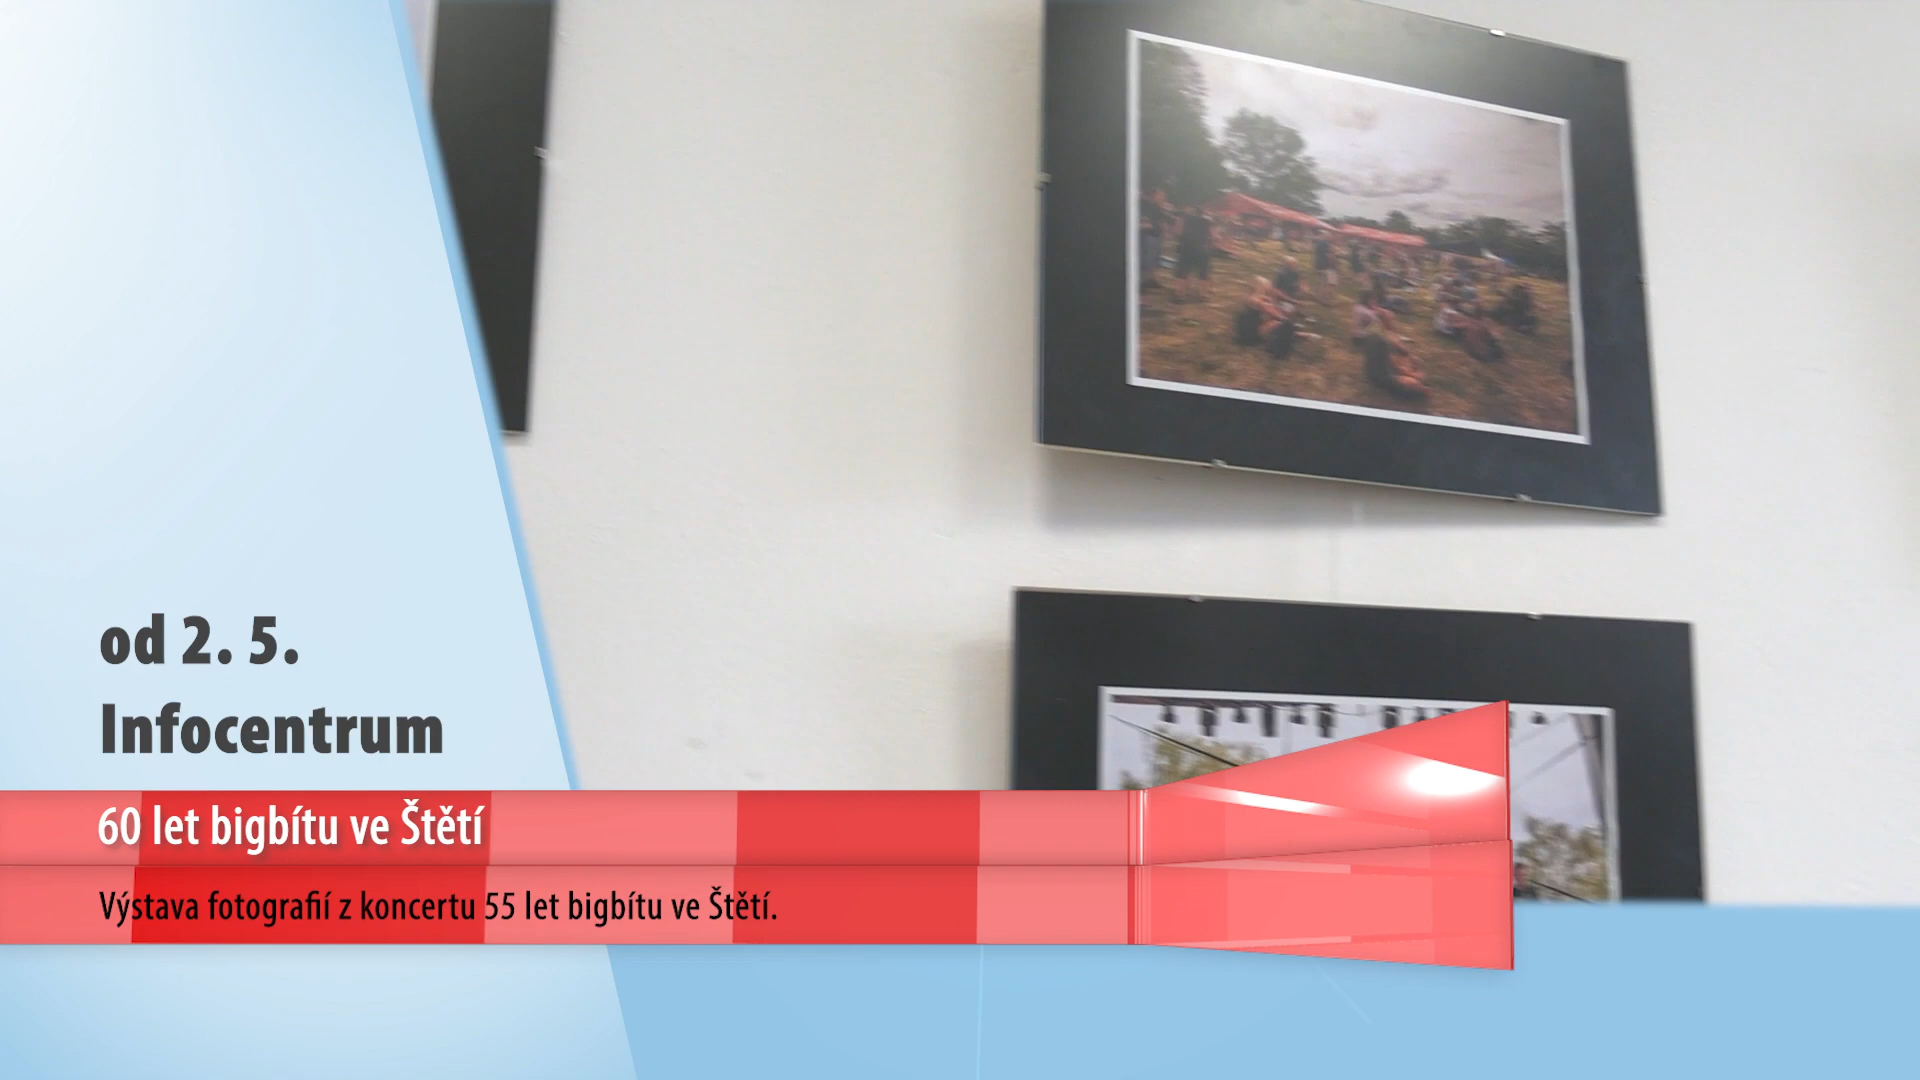 od 2. 5.
Infocentrum
60 let bigbítu ve Štětí
Výstava fotografií z koncertu 55 let bigbítu ve Štětí.